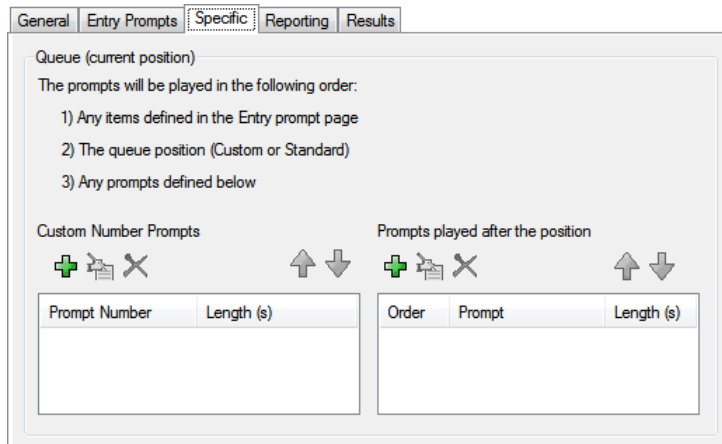 General Entry Prompts Specific Reporting Results
Queue (current position)
The prompts will be played in the following order:
1) Any items defined in the Entry prompt page
2) The queue position (Custom or Standard)
3) Any prompts defined below
Custom Number Prompts
Prompt Number Length (s)
Prompts played after the position
Order Prompt Length (s)